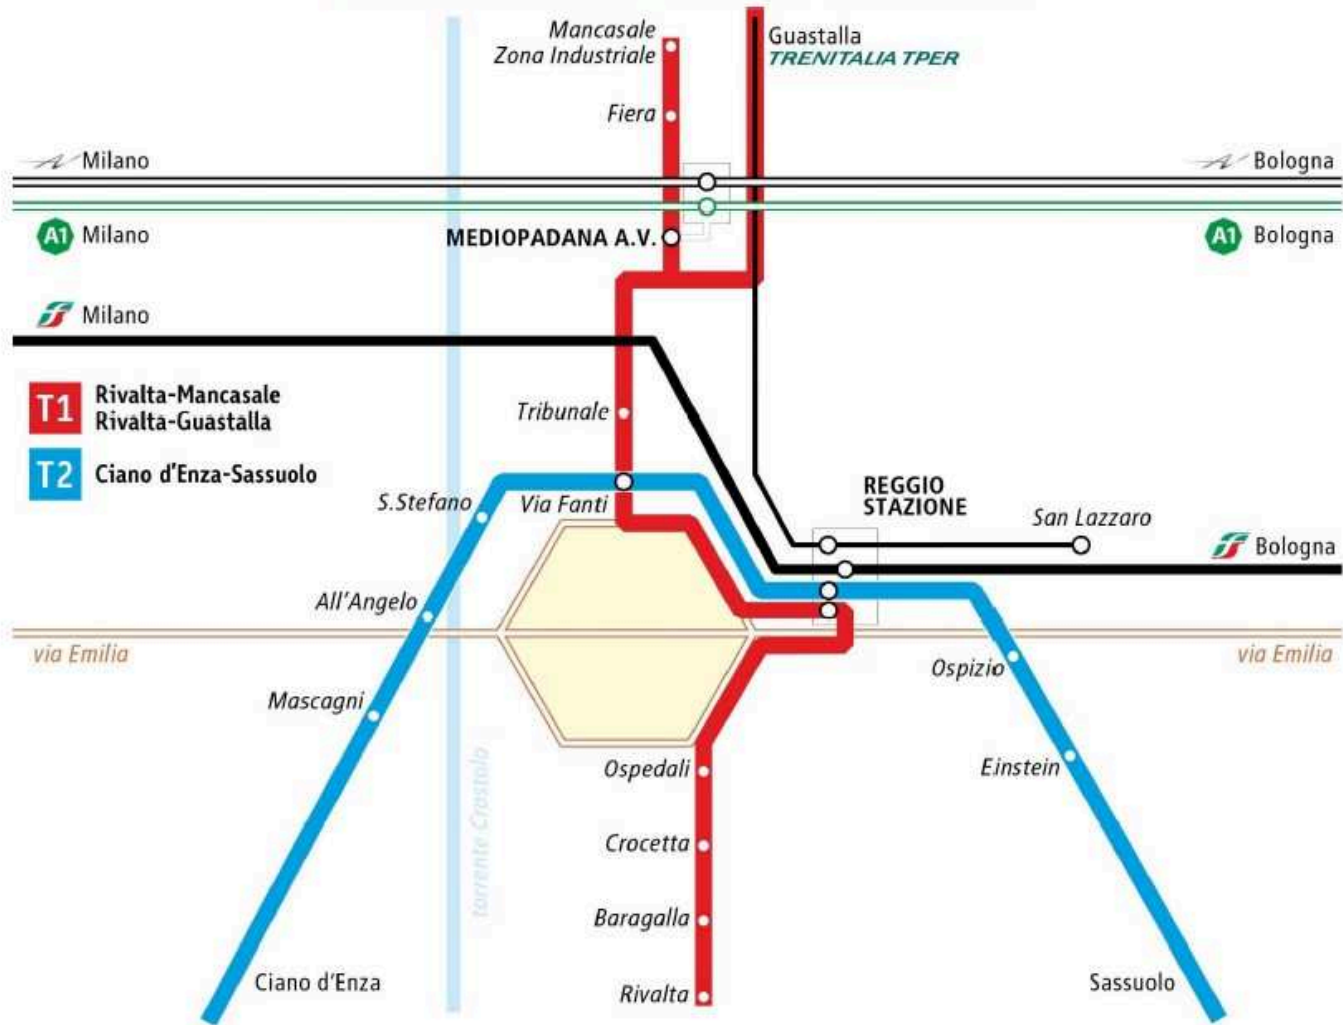 Mancasale
Zona Industriale
Guastalla
TRENITALIA TPER
Fiera
Milano
Bologna
A1 Milano
MEDIOPADANA A.V.
A1 Bologna
Milano
T1 Rivalta-Mancasale
Rivalta-Guastalla
Tribunale
T2 Ciano d'Enza-Sassuolo
S.Stefano
Via Fanti
REGGIO
STAZIONE
San Lazzaro
Bologna
All'Angelo
via Emilia
via Emilia
Ospizio
Mascagni
torrente Crostolo
Ospedali
Einstein
Crocetta
Baragalla
Ciano d'Enza
Rivalta
Sassuolo